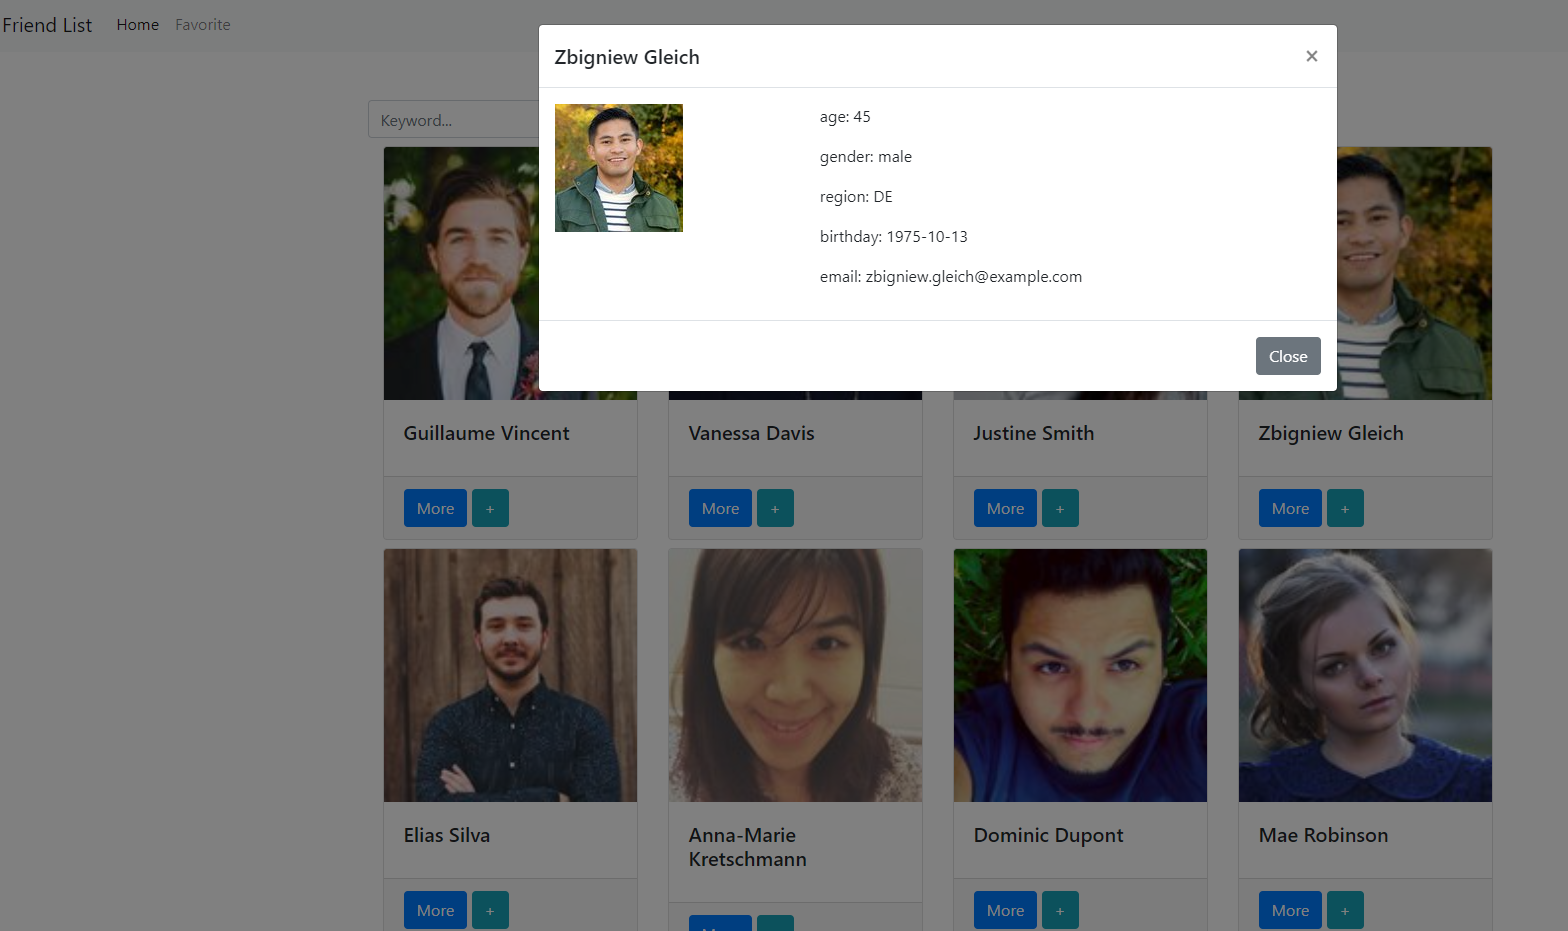 Friend List Home Favorite
Zbigniew Gleich ×
Keyword...
age: 45
gender: male
region: DE
birthday: 1975-10-13
email: zbigniew.gleich@example.com
Close
Guillaume Vincent
Vanessa Davis
Justine Smith
Zbigniew Gleich
More +
More +
More +
More +
Elias Silva
Anna-Marie
Kretschmann
Dominic Dupont
Mae Robinson
More +
More +
More +